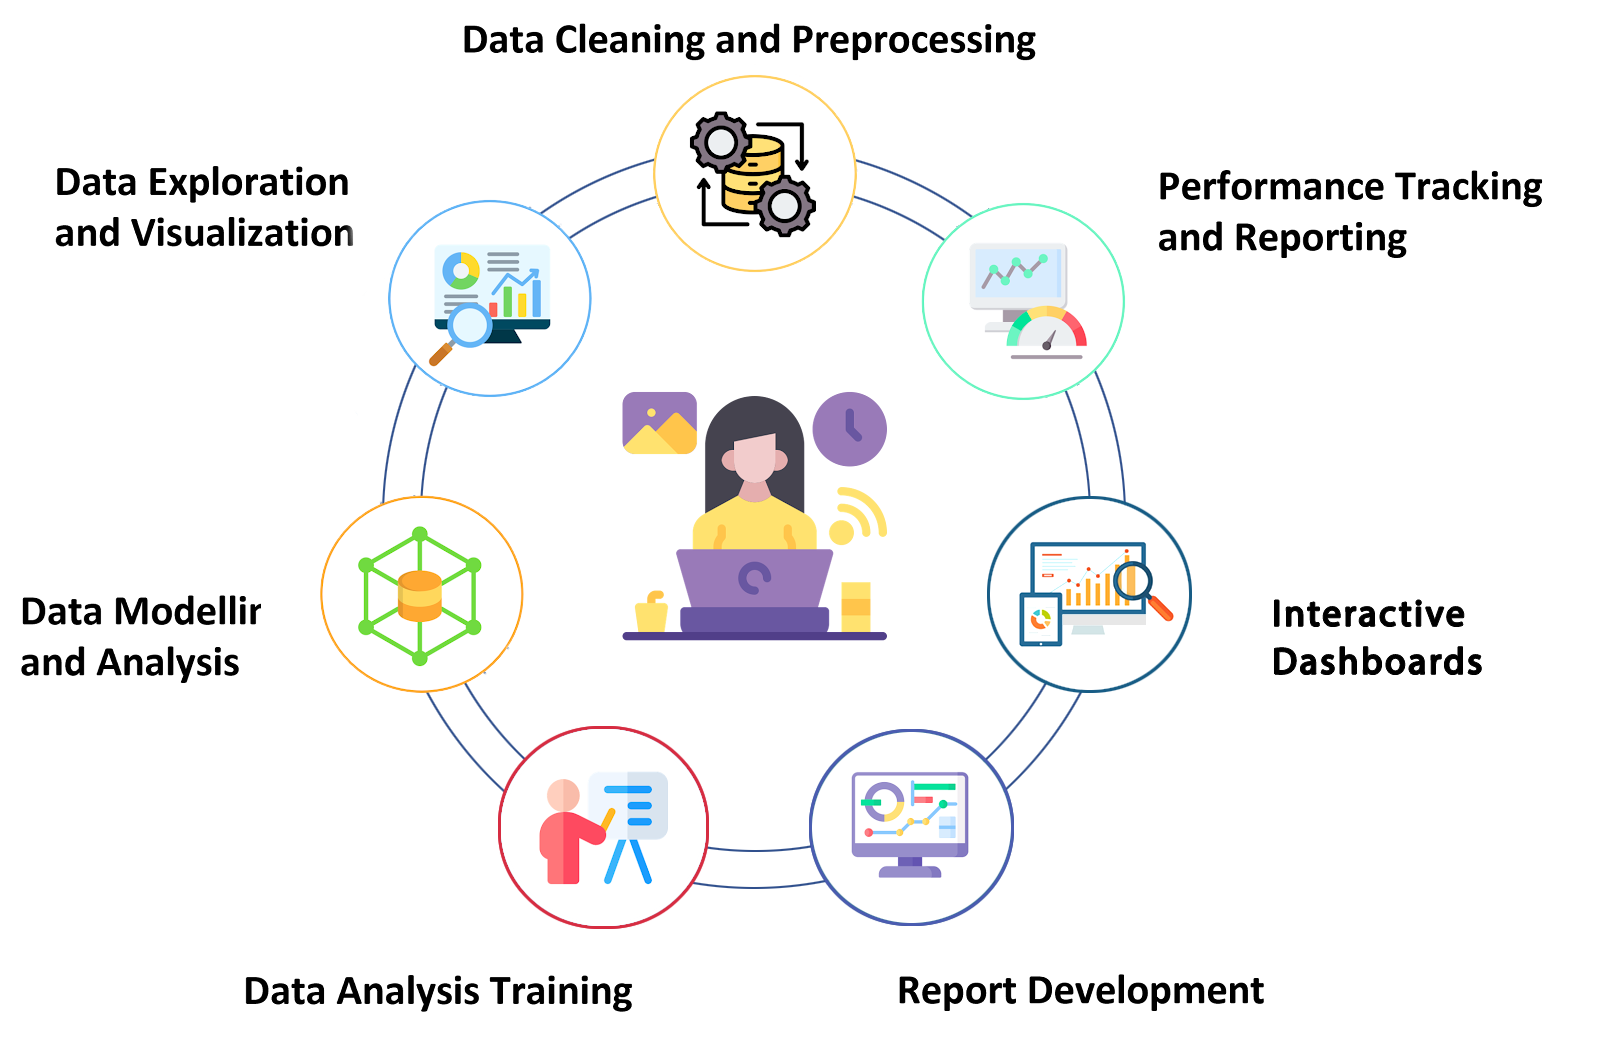 Data Cleaning and Preprocessing
Data Exploration
and Visualization
Performance Tracking
and Reporting
Data Modellir
and Analysis
Interactive
Dashboards
Data Analysis Training
Report Development